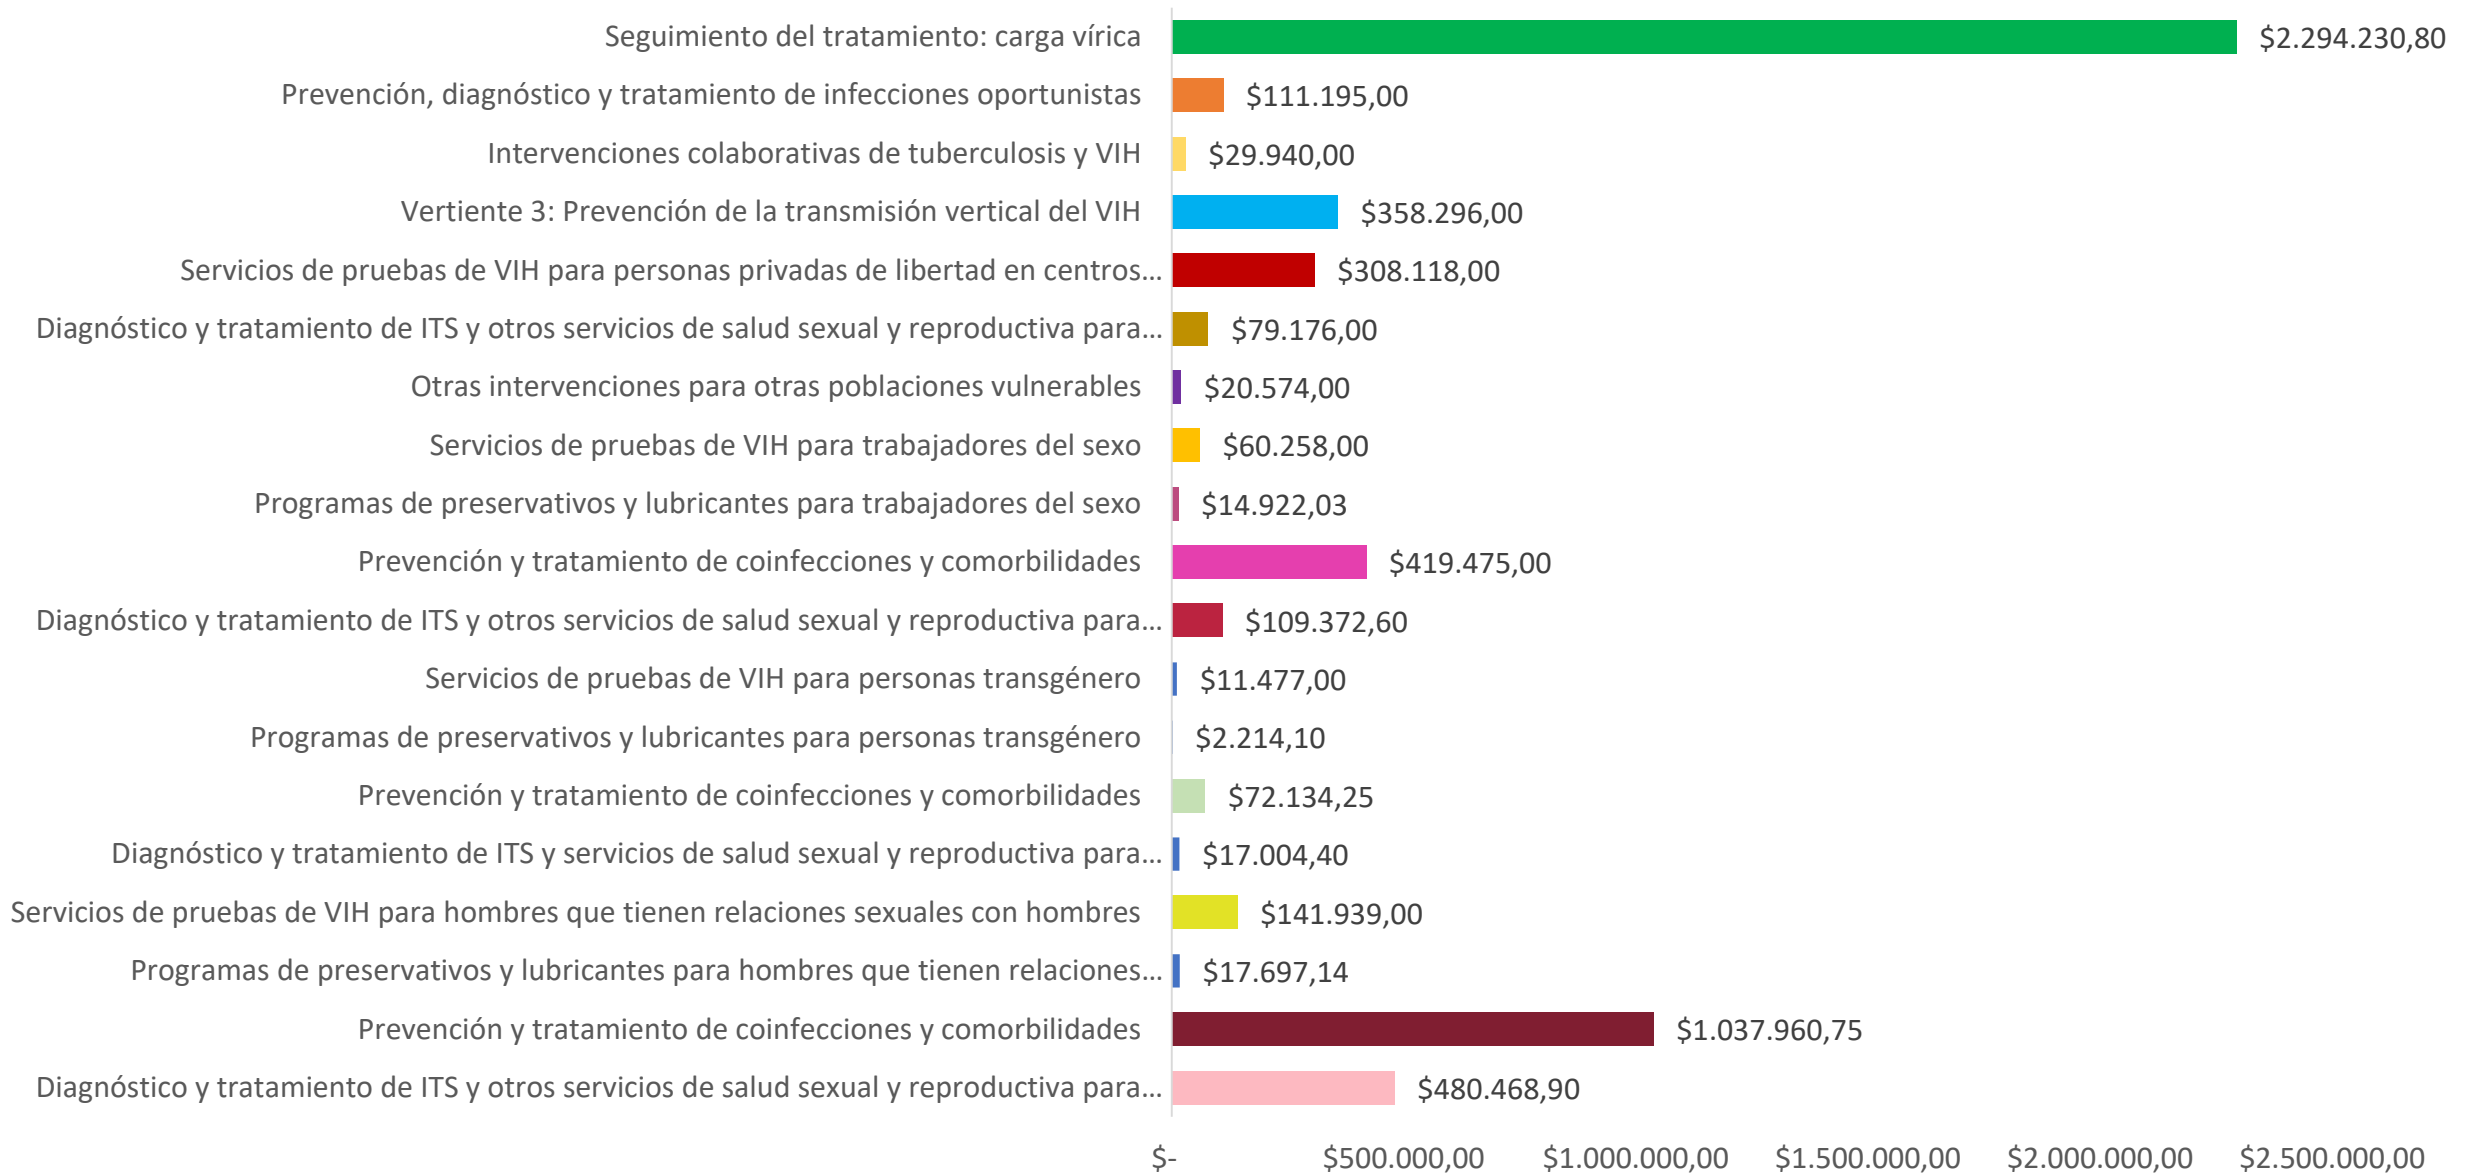 Seguimiento del tratamiento: carga vírica $2.294.230,80
Prevención, diagnóstico y tratamiento de infecciones oportunistas $111.195,00
Intervenciones colaborativas de tuberculosis y VIH $29.940,00
Vertiente 3: Prevención de la transmisión vertical del VIH $358.296,00
Servicios de pruebas de VIH para personas privadas de libertad en centros… $308.118,00
Diagnóstico y tratamiento de ITS y otros servicios de salud sexual y reproductiva para… $79.176,00
Otras intervenciones para otras poblaciones vulnerables $20.574,00
Servicios de pruebas de VIH para trabajadores del sexo $60.258,00
Programas de preservativos y lubricantes para trabajadores del sexo $14.922,03
Prevención y tratamiento de coinfecciones y comorbilidades $419.475,00
Diagnóstico y tratamiento de ITS y otros servicios de salud sexual y reproductiva para… $109.372,60
Servicios de pruebas de VIH para personas transgénero $11.477,00
Programas de preservativos y lubricantes para personas transgénero $2.214,10
Prevención y tratamiento de coinfecciones y comorbilidades $72.134,25
Diagnóstico y tratamiento de ITS y servicios de salud sexual y reproductiva para… $17.004,40
Servicios de pruebas de VIH para hombres que tienen relaciones sexuales con hombres $141.939,00
Programas de preservativos y lubricantes para hombres que tienen relaciones… $17.697,14
Prevención y tratamiento de coinfecciones y comorbilidades $1.037.960,75
Diagnóstico y tratamiento de ITS y otros servicios de salud sexual y reproductiva para… $480.468,90
$- $500.000,00 $1.000.000,00 $1.500.000,00 $2.000.000,00 $2.500.000,00